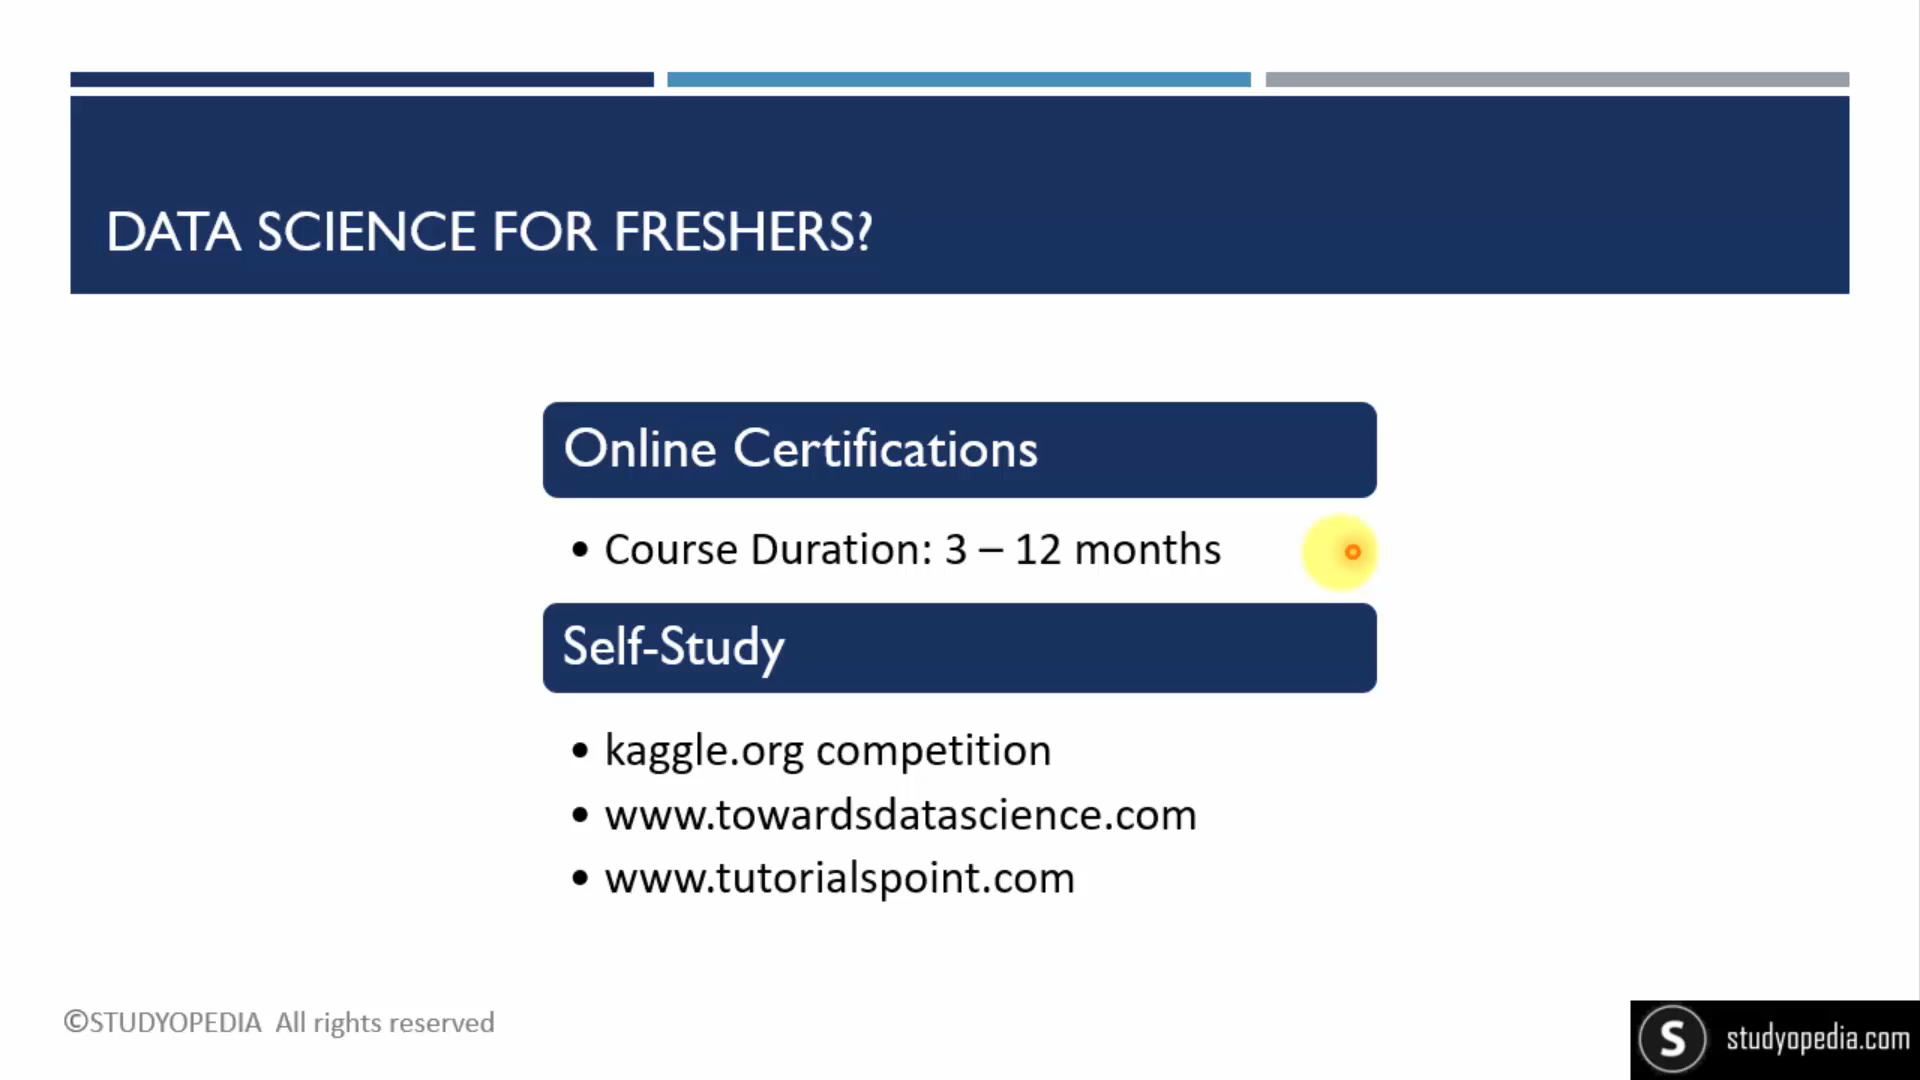 DATA SCIENCE FOR FRESHERS?
Online Certifications
• Course Duration: 3 – 12 months
Self-Study
• kaggle.org competition
• www.towardsdatascience.com
• www.tutorialspoint.com
©STUDYOPEDIA All rights reserved
S studyopedia.com